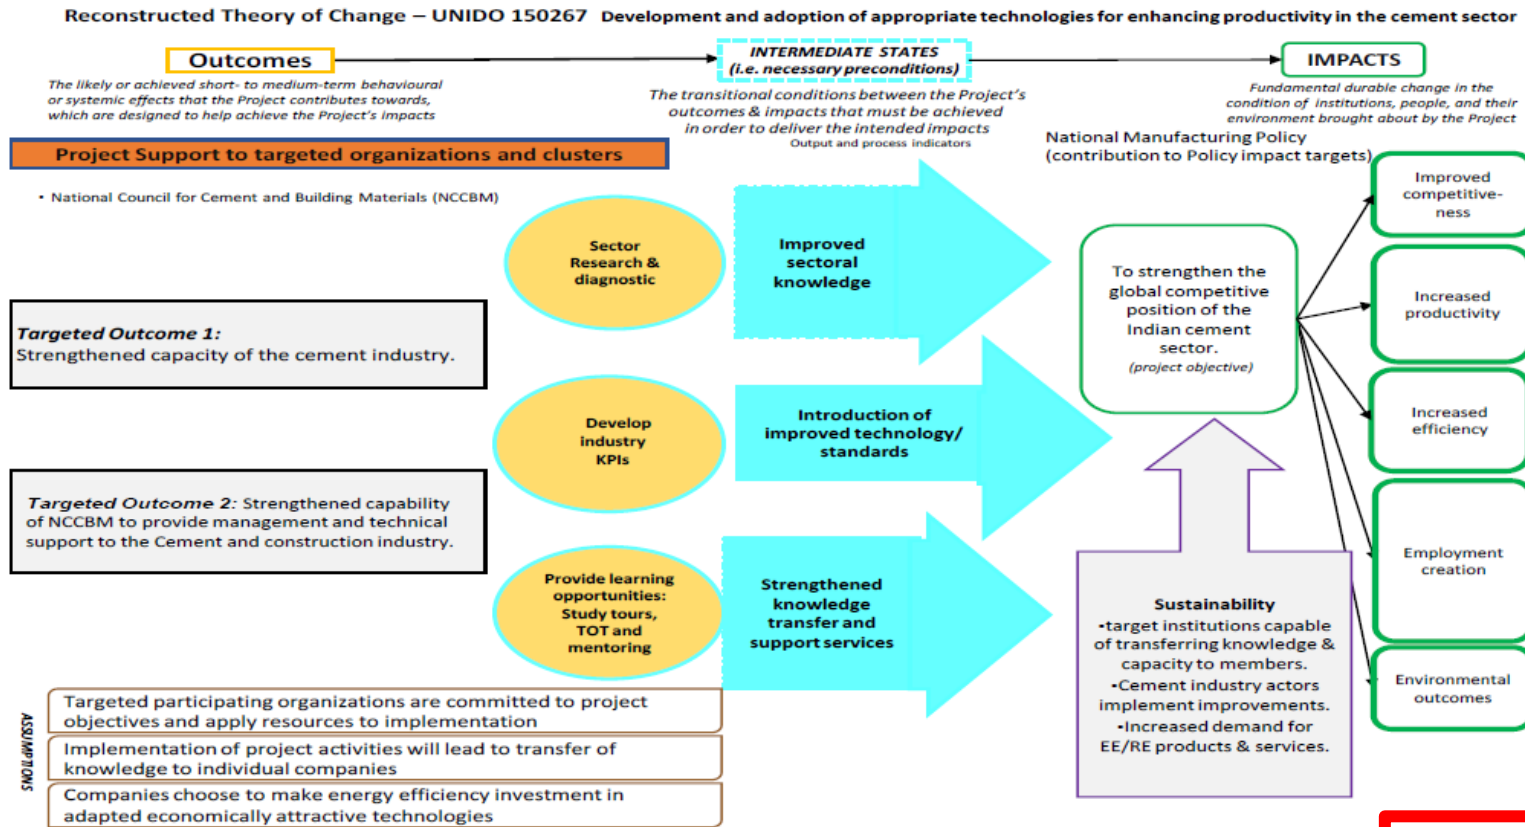 Reconstructed Theory of Change – UNIDO 150267 Development and adoption of appropriate technologies for enhancing productivity in the cement sector
Outcomes
The likely or achieved short- to medium-term behavioural
or systemic effects that the Project contributes towards,
which are designed to help achieve the Project's impacts
INTERMEDIATE STATES
(i.e. necessary preconditions)
The transitional conditions between the Project's
outcomes & impacts that must be achieved
in order to deliver the intended impacts
Output and process indicators
IMPACTS
Fundamental durable change in the
condition of institutions, people, and their
environment brought about by the Project
National Manufacturing Policy
(contribution to Policy impact targets)
Project Support to targeted organizations and clusters
• National Council for Cement and Building Materials (NCCBM)
Targeted Outcome 1:
Strengthened capacity of the cement industry.
Targeted Outcome 2: Strengthened capability
of NCCBM to provide management and technical
support to the Cement and construction industry.
Sector
Research &
diagnostic
Develop
industry
KPIs
Provide learning
opportunities:
Study tours,
TOT and
mentoring
Improved
sectoral
knowledge
Introduction of
improved technology/
standards
Strengthened
knowledge
transfer and
support services
To strengthen the
global competitive
position of the
Indian cement
sector.
(project objective)
Sustainability
•target institutions capable
of transferring knowledge &
capacity to members.
•Cement industry actors
implement improvements.
•Increased demand for
EE/RE products & services.
Improved
competitive-
ness
Increased
productivity
Increased
efficiency
Employment
creation
Environmental
outcomes
ASSUMPTIONS
Targeted participating organizations are committed to project
objectives and apply resources to implementation
Implementation of project activities will lead to transfer of
knowledge to individual companies
Companies choose to make energy efficiency investment in
adapted economically attractive technologies